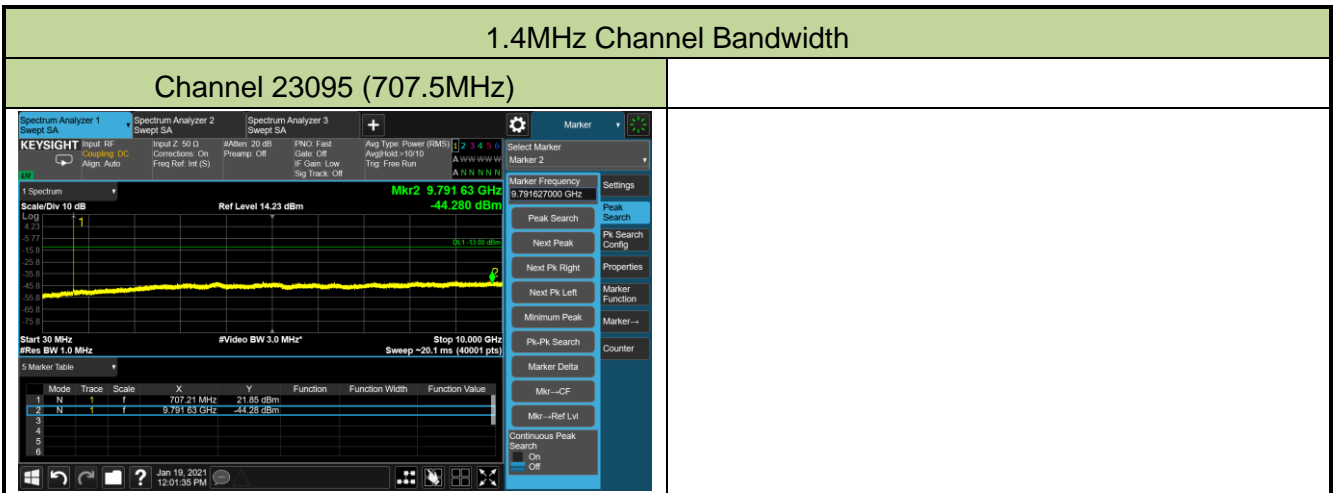 1.4MHz Channel Bandwidth
Channel 23095 (707.5MHz)
Spectrum Analyzer 1
Swept SA
Spectrum Analyzer 2
Swept SA
Spectrum Analyzer 3
Swept SA
+
Marker
KEYSIGHT
Input: RF
Coupling: DC
Align: Auto
Input Z: 50 Ω
Corrections: On
Freq Ref: Int (S)
#Atten: 20 dB
Preamp: Off
PNO: Fast
Gate: Off
IF Gain: Low
Sig Track: Off
Avg Type: Power (RMS)
Avg|Hold:>10/10
Trig: Free Run
1 2 3 4 5 6
A W W W W W
A N N N N N
Select Marker
Marker 2
1 Spectrum
Scale/Div 10 dB
Ref Level 14.23 dBm
Mkr2 9.791 63 GHz
-44.280 dBm
Log
4.23
-5.77
-15.8
-25.8
-35.8
-45.8
-55.8
-65.8
-75.8
1
DL1 -13.00 dBm
2
Start 30 MHz
#Res BW 1.0 MHz
#Video BW 3.0 MHz*
Stop 10.000 GHz
Sweep ~20.1 ms (40001 pts)
5 Marker Table
Mode Trace Scale X Y Function Function Width Function Value
1 N 1 f 707.21 MHz 21.85 dBm
2 N 1 f 9.791 63 GHz -44.28 dBm
3
4
5
6
Marker Frequency
9.791627000 GHz
Peak Search
Next Peak
Next Pk Right
Next Pk Left
Minimum Peak
Pk-Pk Search
Marker Delta
Mkr→CF
Mkr→Ref Lvl
Continuous Peak
Search
On
Off
Settings
Peak
Search
Pk Search
Config
Properties
Marker
Function
Marker→
Counter
?
Jan 19, 2021
12:01:35 PM